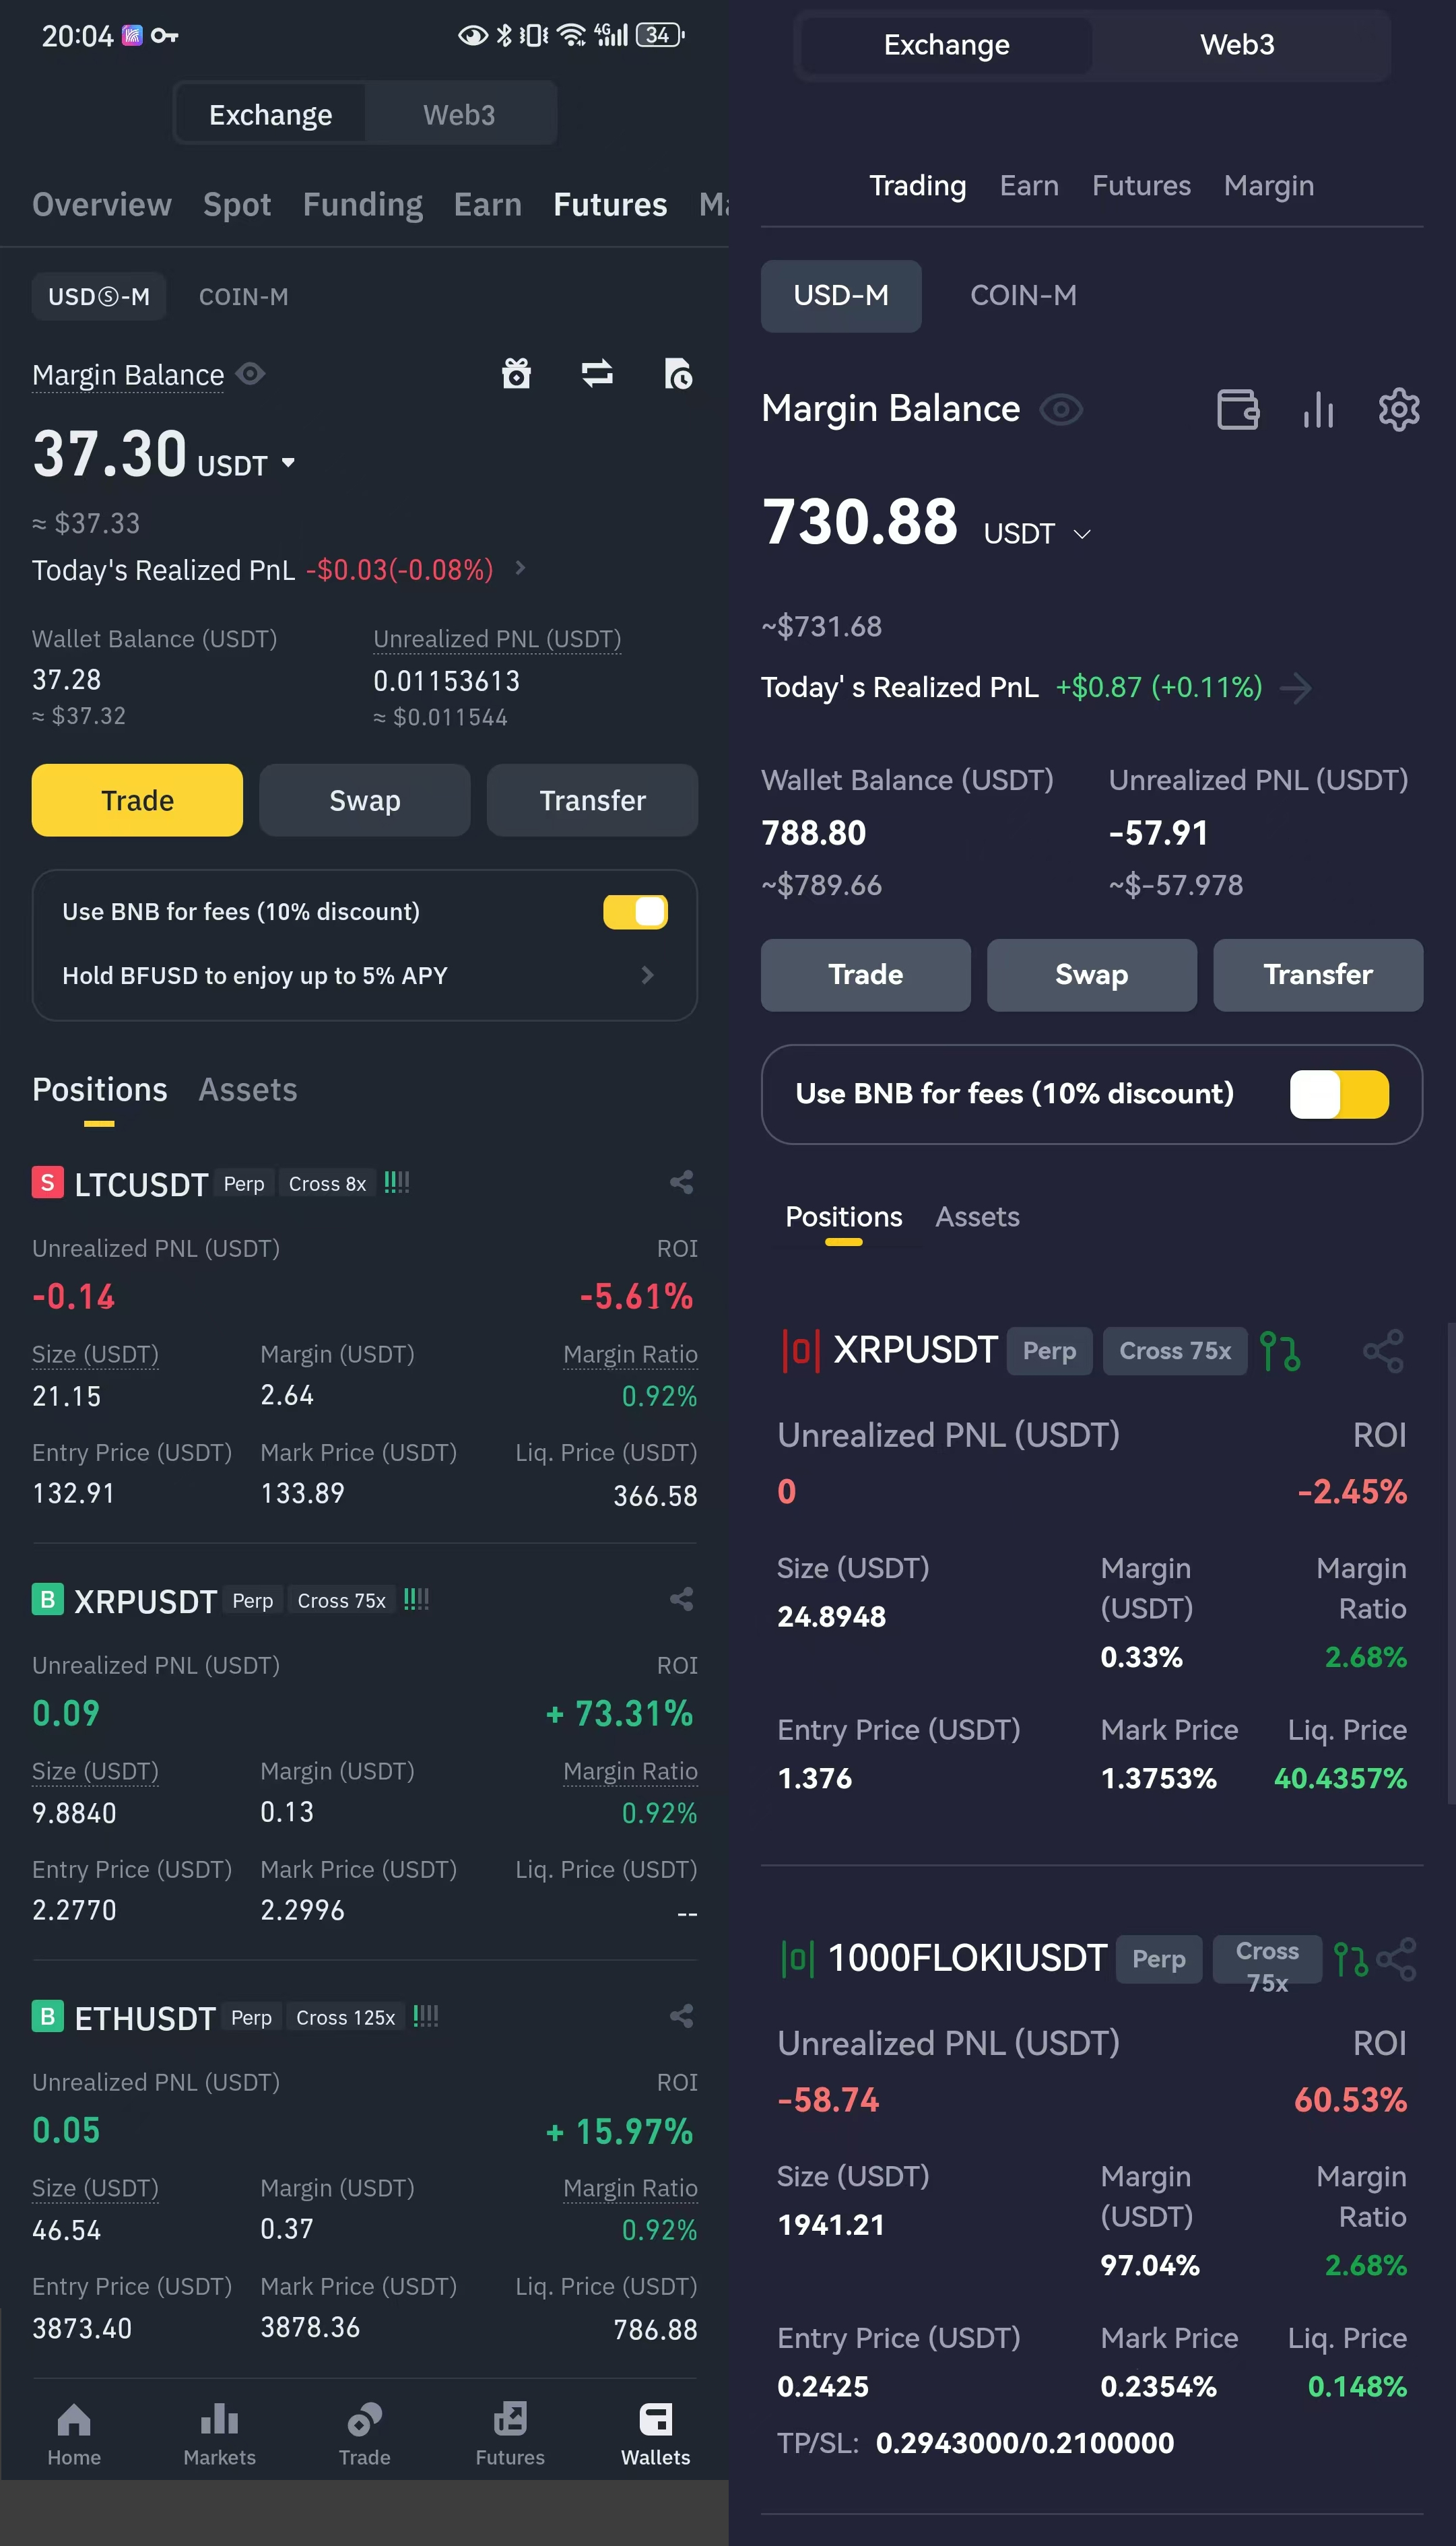 20:04
4G
34
Exchange Web3
Overview Spot Funding Earn Futures
USDⓈ-M COIN-M
Margin Balance
37.30 USDT
≈ $37.33
Today's Realized PnL -$0.03(-0.08%)
Wallet Balance (USDT) Unrealized PNL (USDT)
37.28 0.01153613
≈ $37.32 ≈ $0.011544
Trade Swap Transfer
Use BNB for fees (10% discount)
Hold BFUSD to enjoy up to 5% APY
Positions Assets
S LTCUSDT Perp Cross 8x
Unrealized PNL (USDT) ROI
-0.14 -5.61%
Size (USDT) Margin (USDT) Margin Ratio
21.15 2.64 0.92%
Entry Price (USDT) Mark Price (USDT) Liq. Price (USDT)
132.91 133.89 366.58
B XRPUSDT Perp Cross 75x
Unrealized PNL (USDT) ROI
0.09 + 73.31%
Size (USDT) Margin (USDT) Margin Ratio
9.8840 0.13 0.92%
Entry Price (USDT) Mark Price (USDT) Liq. Price (USDT)
2.2770 2.2996 --
B ETHUSDT Perp Cross 125x
Unrealized PNL (USDT) ROI
0.05 + 15.97%
Size (USDT) Margin (USDT) Margin Ratio
46.54 0.37 0.92%
Entry Price (USDT) Mark Price (USDT) Liq. Price (USDT)
3873.40 3878.36 786.88
Home Markets Trade Futures Wallets
Exchange Web3
Trading Earn Futures Margin
USD-M COIN-M
Margin Balance
730.88 USDT
~$731.68
Today' s Realized PnL +$0.87 (+0.11%)
Wallet Balance (USDT) Unrealized PNL (USDT)
788.80 -57.91
~$789.66 ~$-57.978
Trade Swap Transfer
Use BNB for fees (10% discount)
Positions Assets
XRPUSDT Perp Cross 75x
Unrealized PNL (USDT) ROI
0 -2.45%
Size (USDT) Margin (USDT) Margin Ratio
24.8948 0.33% 2.68%
Entry Price (USDT) Mark Price Liq. Price
1.376 1.3753% 40.4357%
1000FLOKIUSDT Perp Cross 75x
Unrealized PNL (USDT) ROI
-58.74 60.53%
Size (USDT) Margin (USDT) Margin Ratio
1941.21 97.04% 2.68%
Entry Price (USDT) Mark Price Liq. Price
0.2425 0.2354% 0.148%
TP/SL: 0.2943000/0.2100000